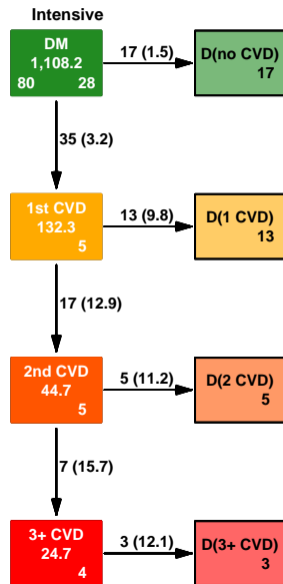 Intensive
DM
1,108.2
80 28
17 (1.5)
D(no CVD)
17
35 (3.2)
1st CVD
132.3
5
13 (9.8)
D(1 CVD)
13
17 (12.9)
2nd CVD
44.7
5
5 (11.2)
D(2 CVD)
5
7 (15.7)
3+ CVD
24.7
4
3 (12.1)
D(3+ CVD)
3